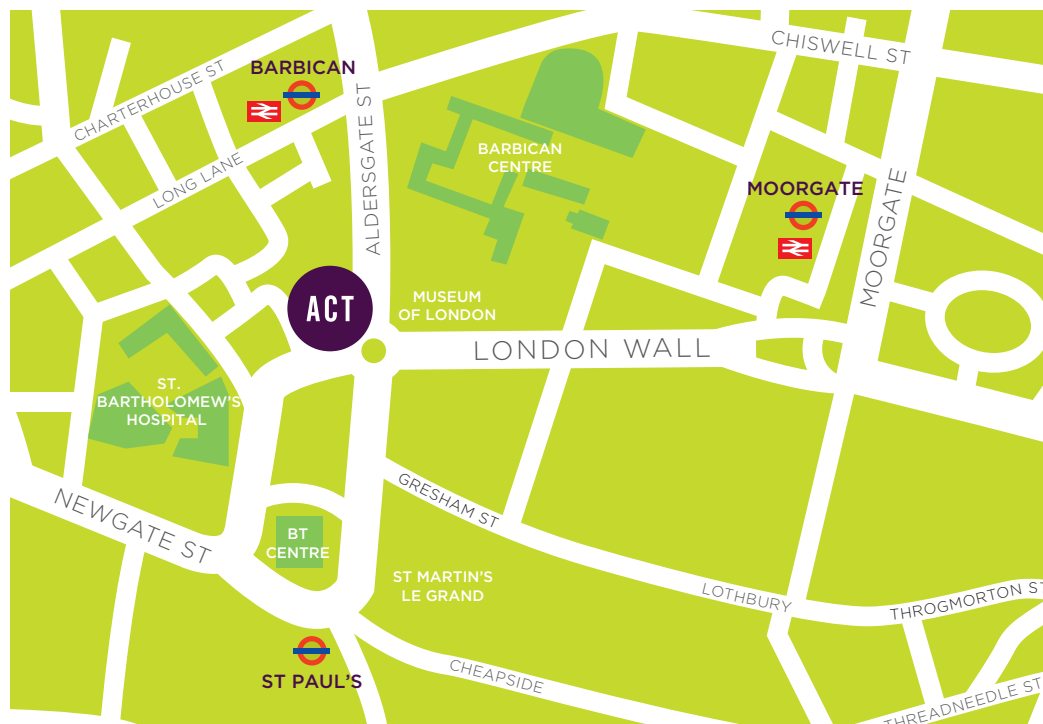 CHISWELL ST
BARBICAN
CHARTERHOUSE ST
ALDERSGATE ST
BARBICAN
CENTRE
LONG LANE
MOORGATE
MOORGATE
ACT
MUSEUM
OF LONDON
LONDON WALL
ST.
BARTHOLOMEW'S
HOSPITAL
NEWGATE ST
GRESHAM ST
BT
CENTRE
ST MARTIN'S
LE GRAND
LOTHBURY
THROGMORTON ST
ST PAUL'S
CHEAPSIDE
THREADNEEDLE ST